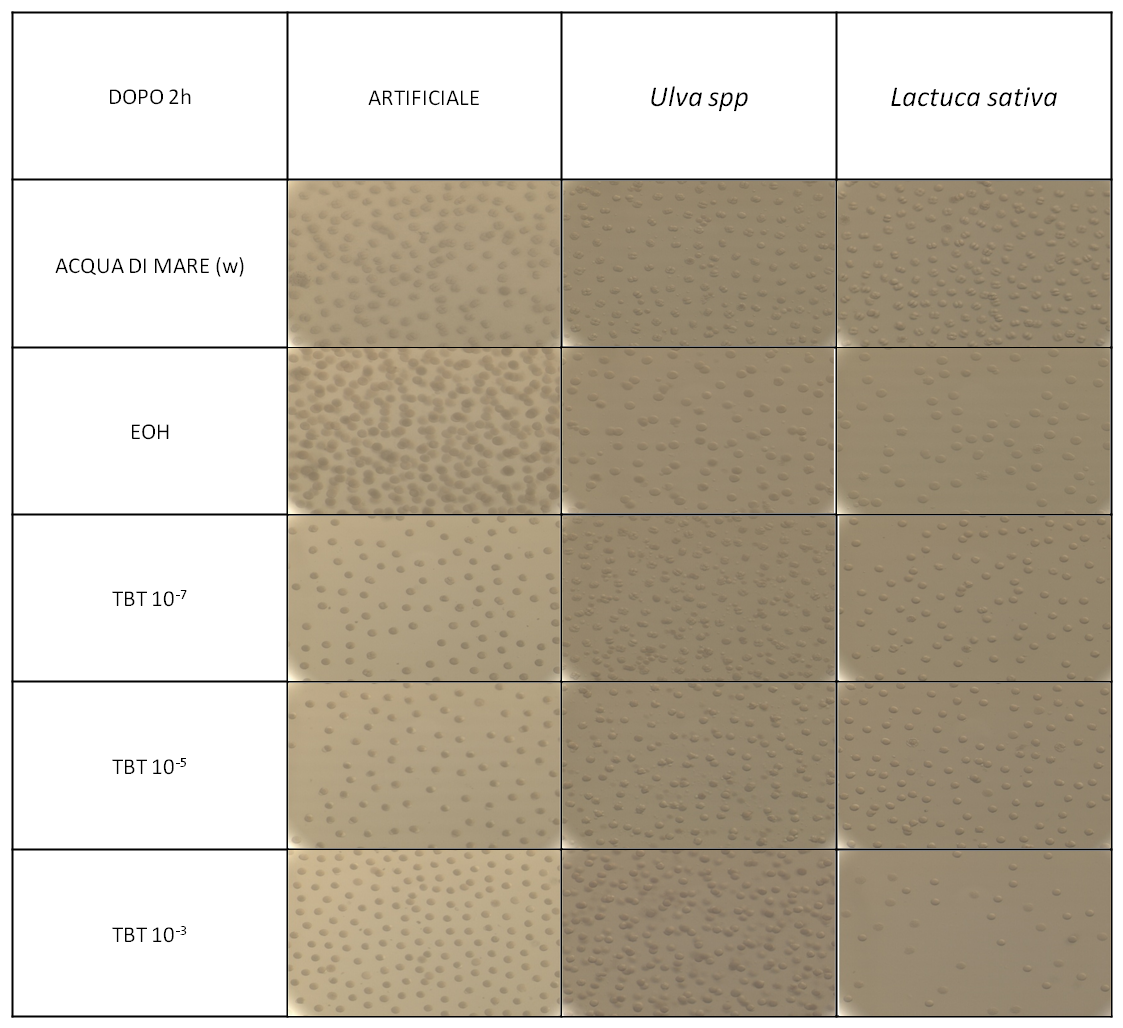 DOPO 2h
ARTIFICIALE
Ulva spp
Lactuca sativa
ACQUA DI MARE (w)
EOH
TBT 10⁻⁷
TBT 10⁻⁵
TBT 10⁻³